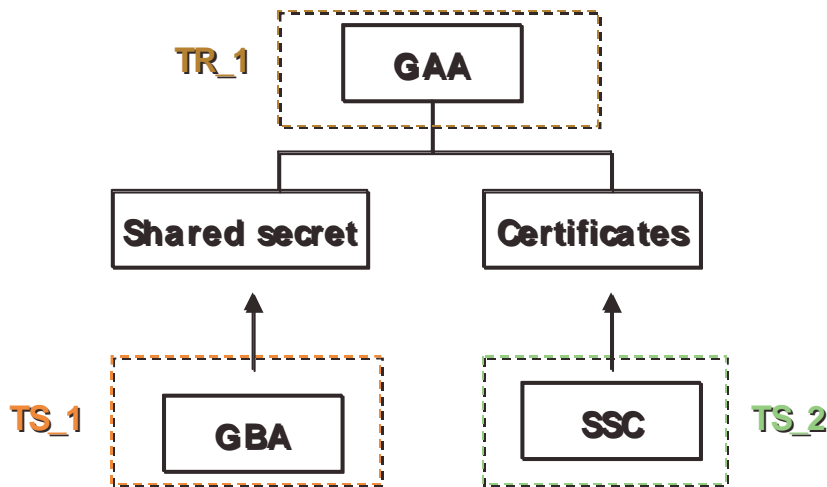 TR_1
GAA
Shared secret
Certificates
TS_1
GBA
SSC
TS_2